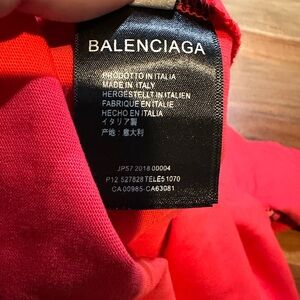 BALENCIAGA
PRODOTTO IN ITALIA
MADE IN ITALY
HERGESTELLT IN ITALIEN
FABRIQUÉ EN ITALIE
HECHO EN ITALIA
イタリア製
产地：意大利
JP57 2018 00004
P12 527828 TELE5 1070
CA 00985-CA63081